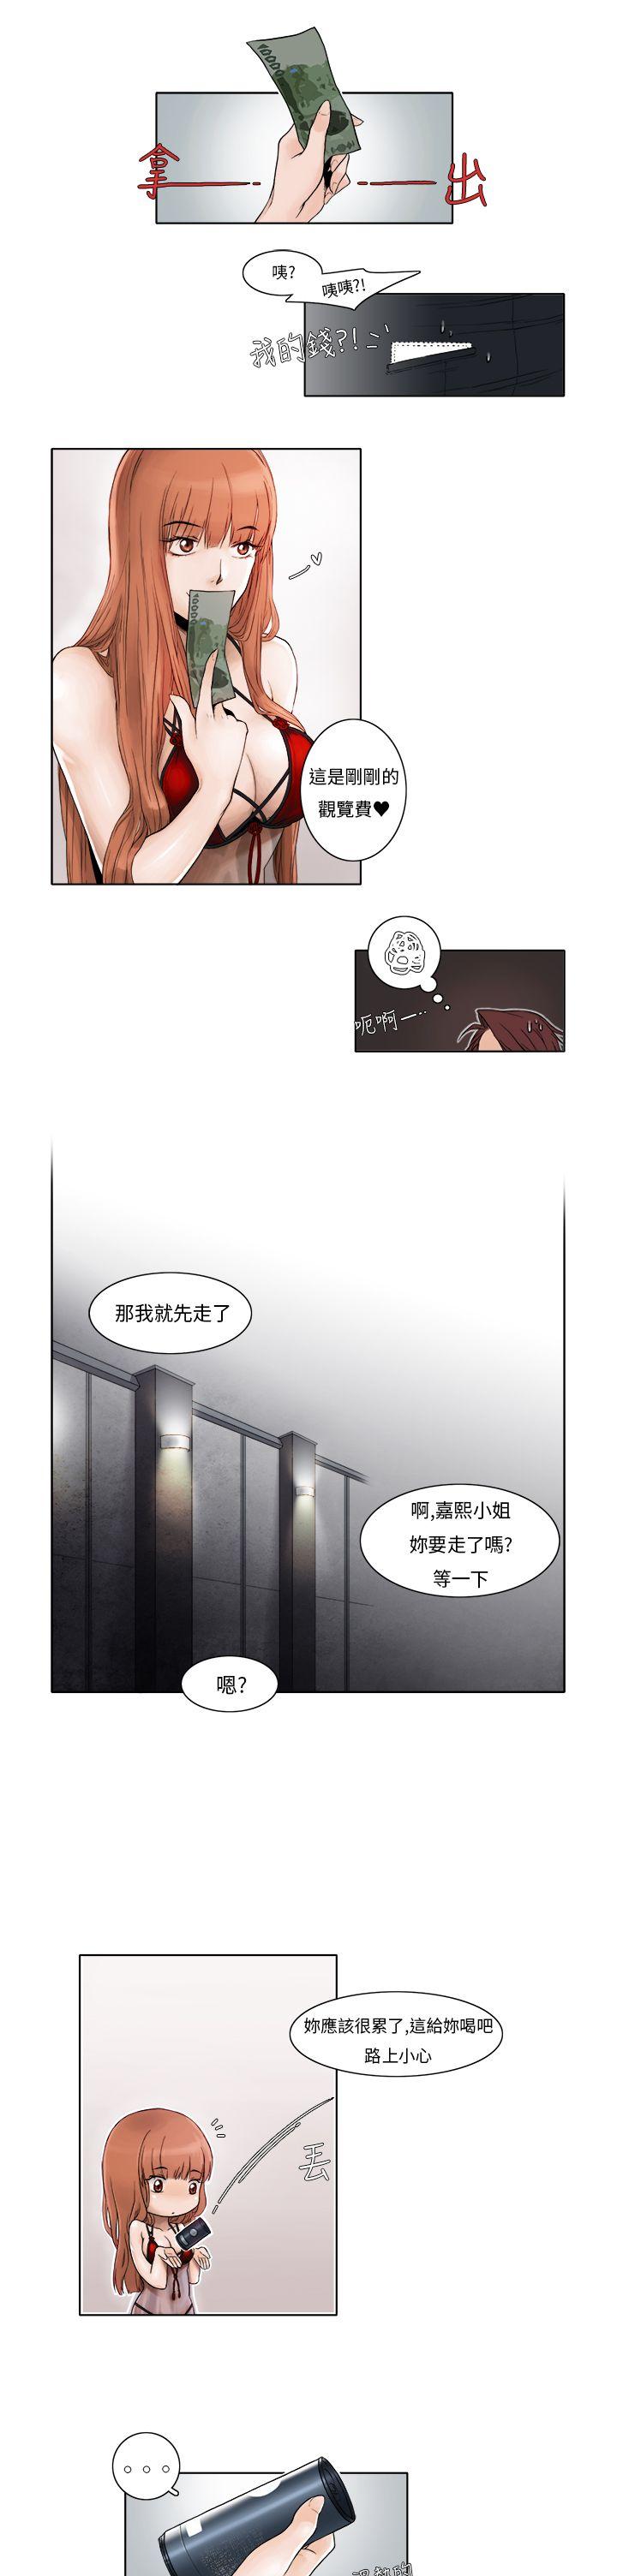 拿 出
咦?
咦咦?!
我的錢?!
10000
這是剛剛的
觀覽費♥
呃啊—··
那我就先走了
啊,嘉熙小姐
妳要走了嗎?
等一下
嗯?
妳應該很累了,這給妳喝吧
路上小心
丟